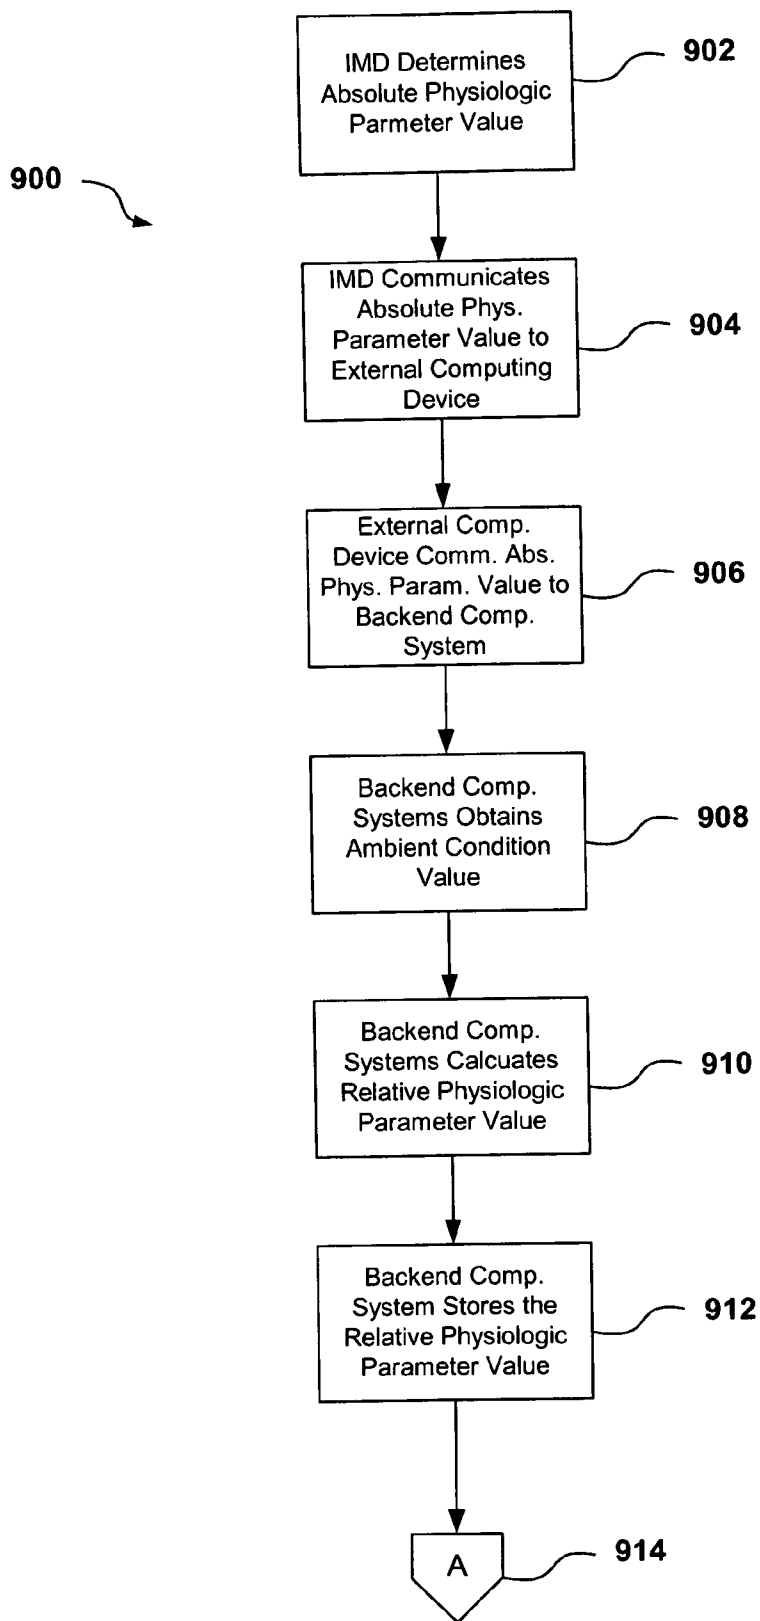 IMD Determines
Absolute Physiologic
Parmeter Value
902
900
IMD Communicates
Absolute Phys.
Parameter Value to
External Computing
Device
904
External Comp.
Device Comm. Abs.
Phys. Param. Value to
Backend Comp.
System
906
Backend Comp.
Systems Obtains
Ambient Condition
Value
908
Backend Comp.
Systems Calcuates
Relative Physiologic
Parameter Value
910
Backend Comp.
System Stores the
Relative Physiologic
Parameter Value
912
A
914